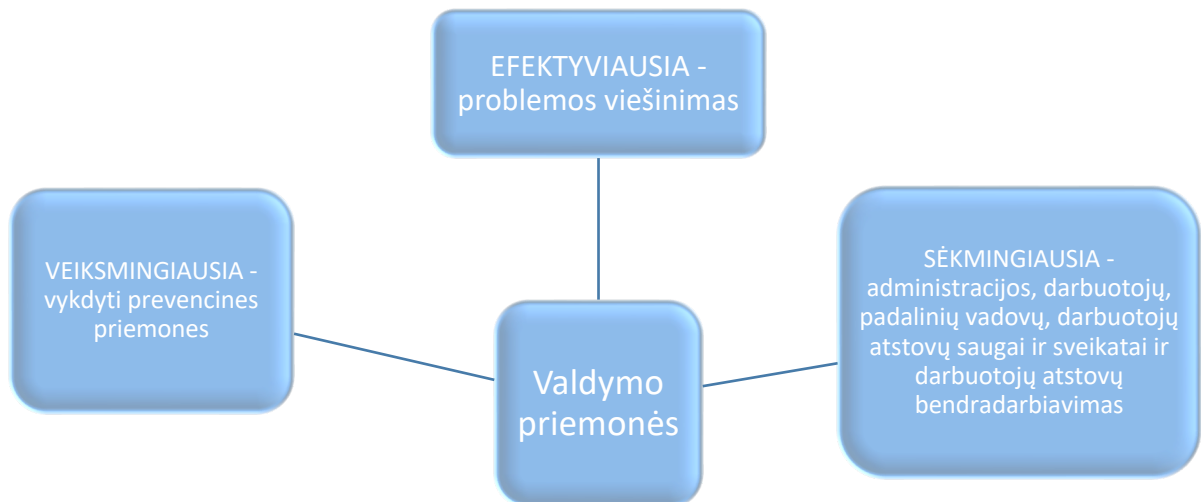 EFEKTYVIAUSIA -
problemos viešinimas
VEIKSMINGIAUSIA -
vykdyti prevencines
priemones
SĖKMINGIAUSIA -
administracijos, darbuotojų,
padalinių vadovų, darbuotojų
atstovų saugai ir sveikatai ir
darbuotojų atstovų
bendradarbiavimas
Valdymo
priemonės